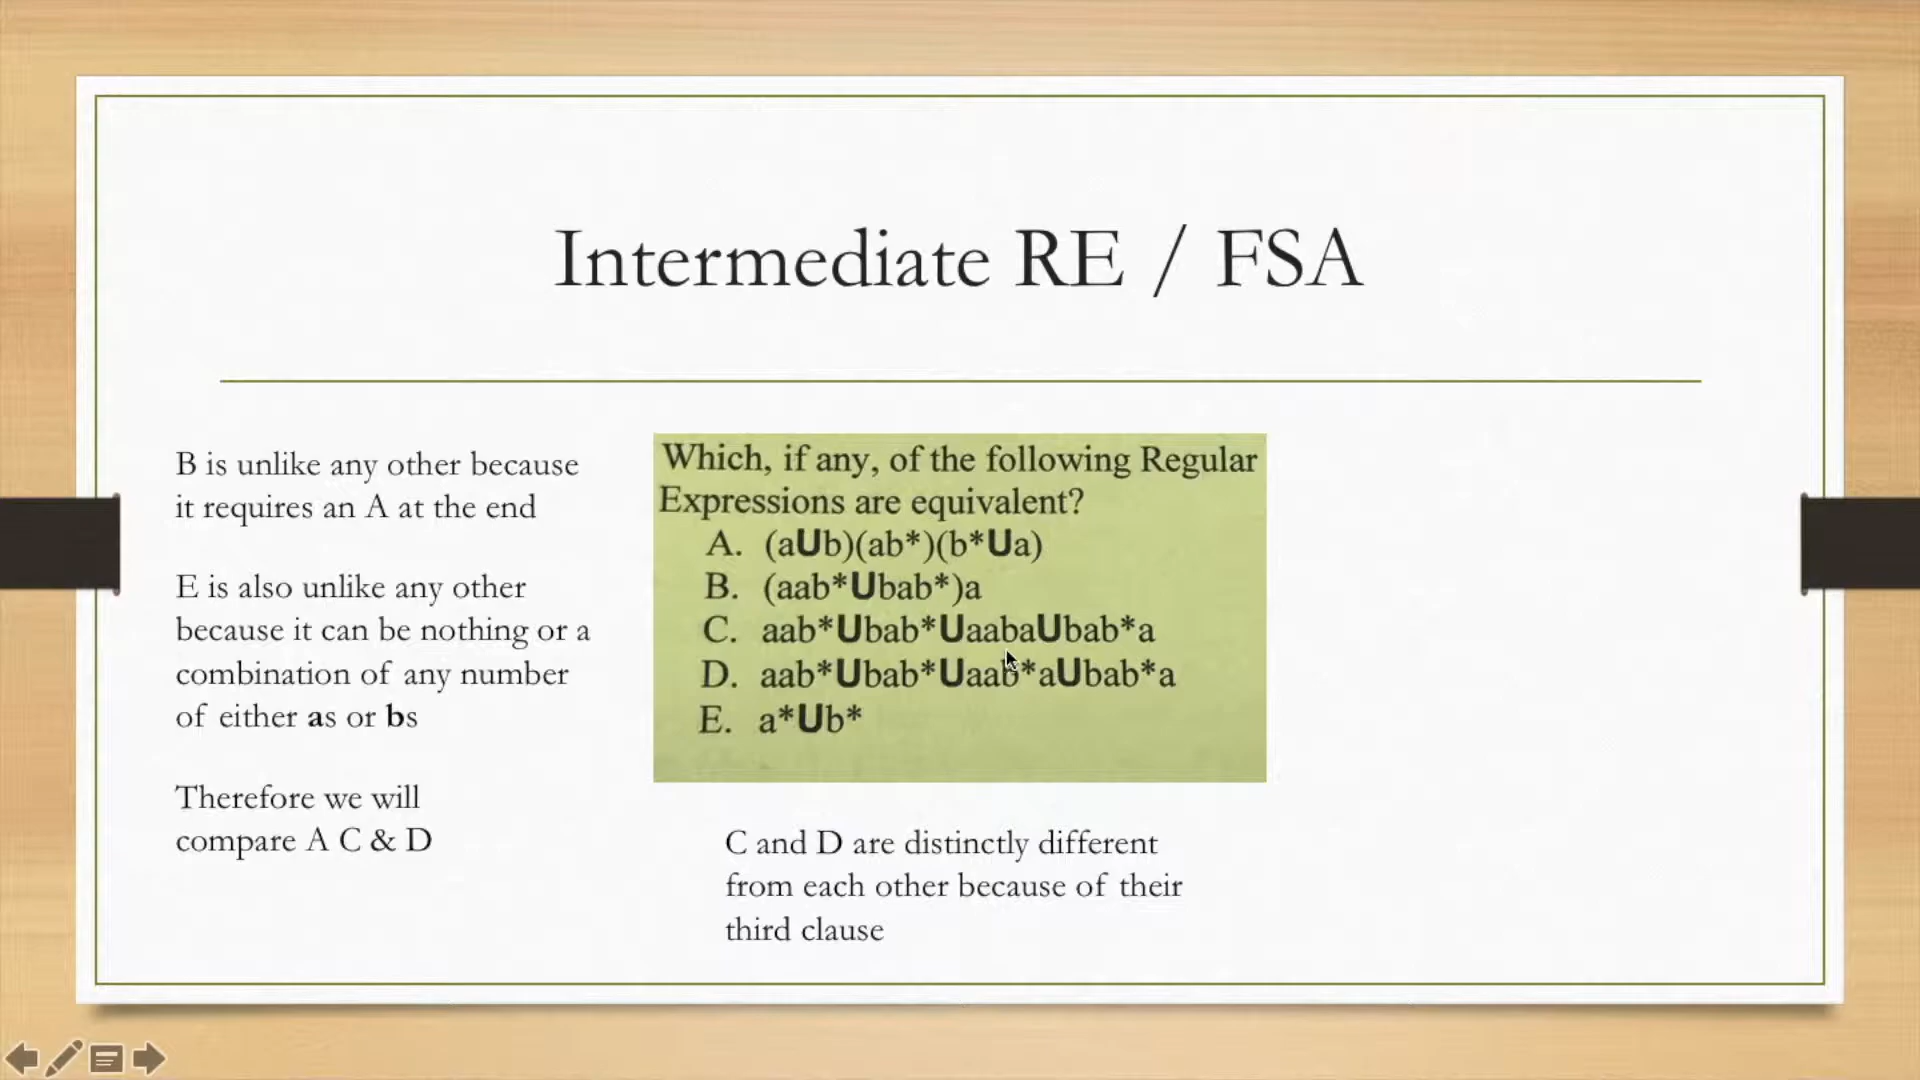 Intermediate RE / FSA
B is unlike any other because
it requires an A at the end
E is also unlike any other
because it can be nothing or a
combination of any number
of either as or bs
Therefore we will
compare A C & D
Which, if any, of the following Regular
Expressions are equivalent?
A. (aUb)(ab*)(b*Ua)
B. (aab*Ubab*)a
C. aab*Ubab*UaabaUbab*a
D. aab*Ubab*Uaab*aUbab*a
E. a*Ub*
C and D are distinctly different
from each other because of their
third clause